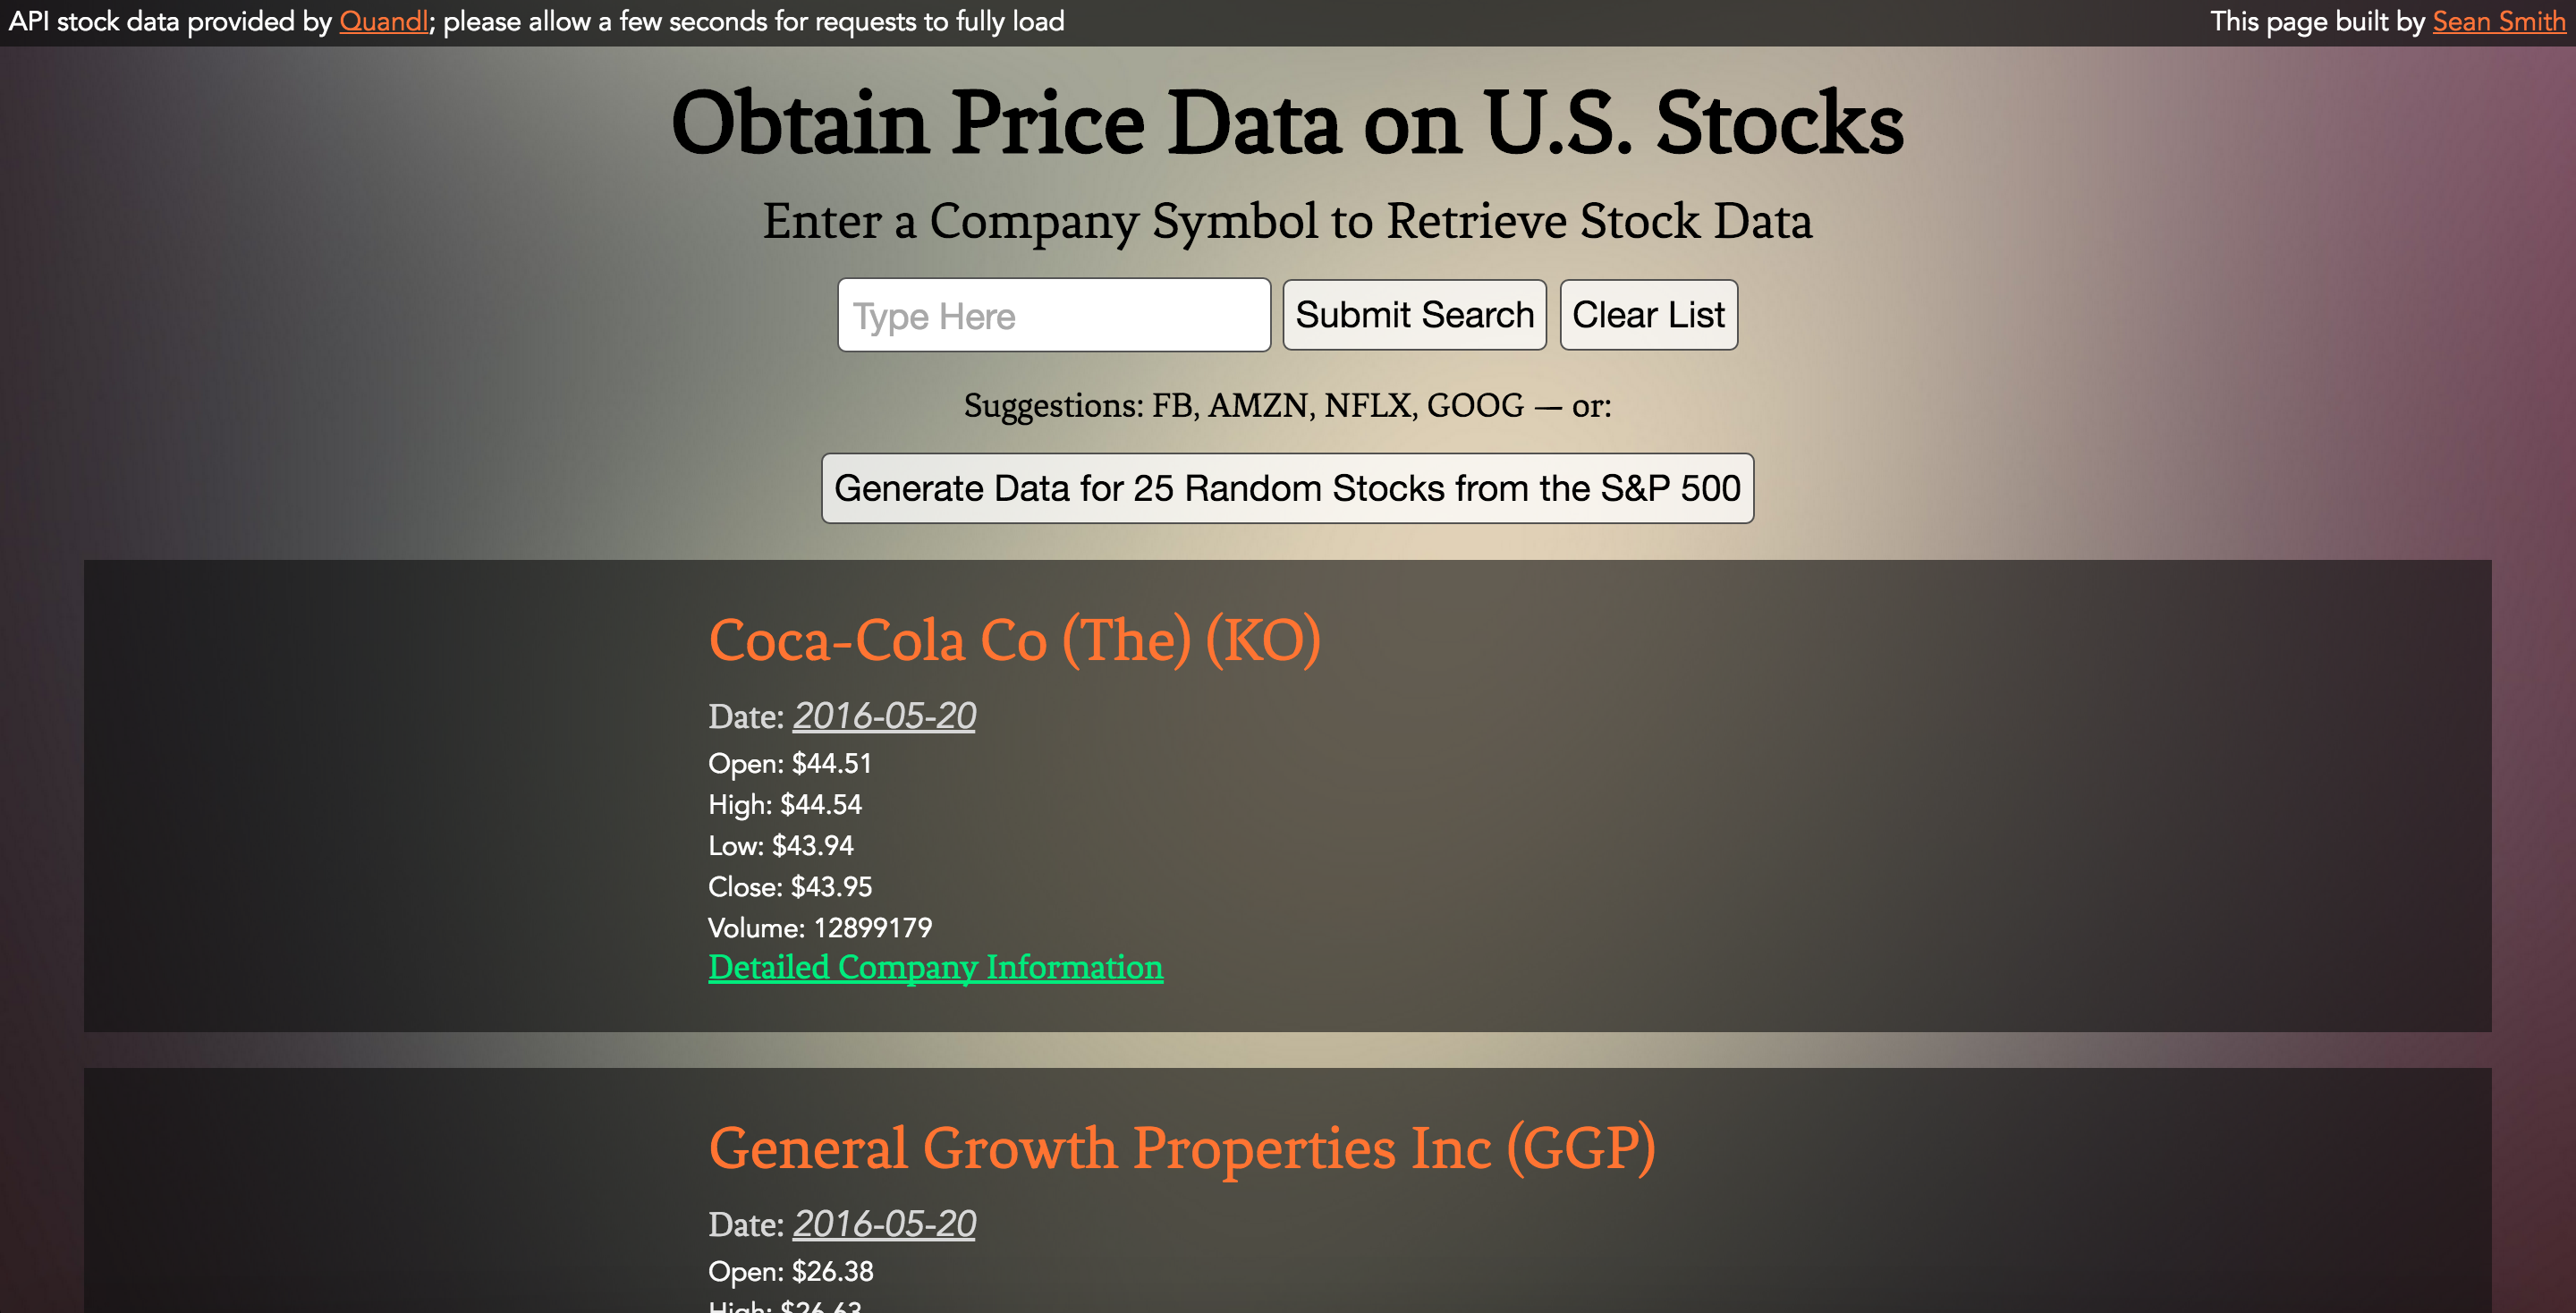 API stock data provided by Quandl; please allow a few seconds for requests to fully load
This page built by Sean Smith
Obtain Price Data on U.S. Stocks
Enter a Company Symbol to Retrieve Stock Data
Type Here
Submit Search
Clear List
Suggestions: FB, AMZN, NFLX, GOOG — or:
Generate Data for 25 Random Stocks from the S&P 500
Coca-Cola Co (The) (KO)
Date: 2016-05-20
Open: $44.51
High: $44.54
Low: $43.94
Close: $43.95
Volume: 12899179
Detailed Company Information
General Growth Properties Inc (GGP)
Date: 2016-05-20
Open: $26.38
High: $26.63